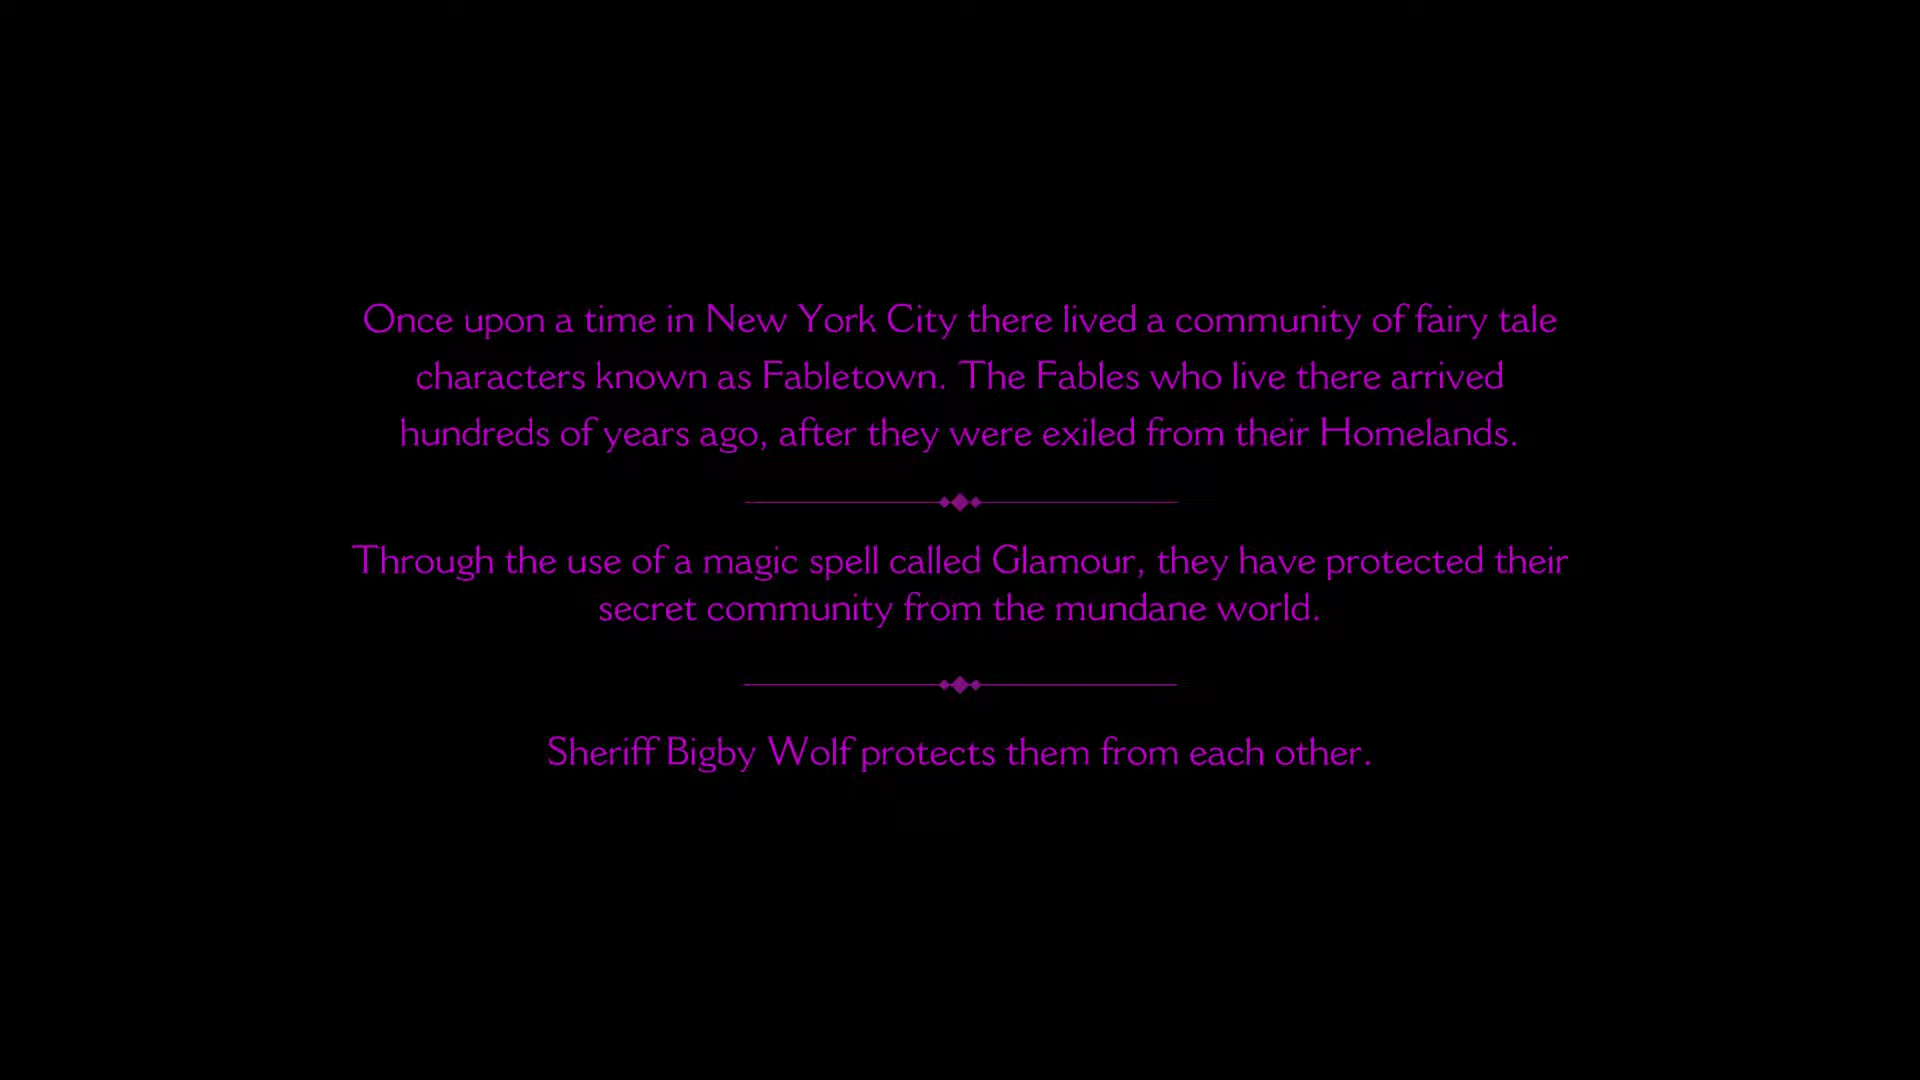 Once upon a time in New York City there lived a community of fairy tale
characters known as Fabletown. The Fables who live there arrived
hundreds of years ago, after they were exiled from their Homelands.
Through the use of a magic spell called Glamour, they have protected their
secret community from the mundane world.
Sheriff Bigby Wolf protects them from each other.